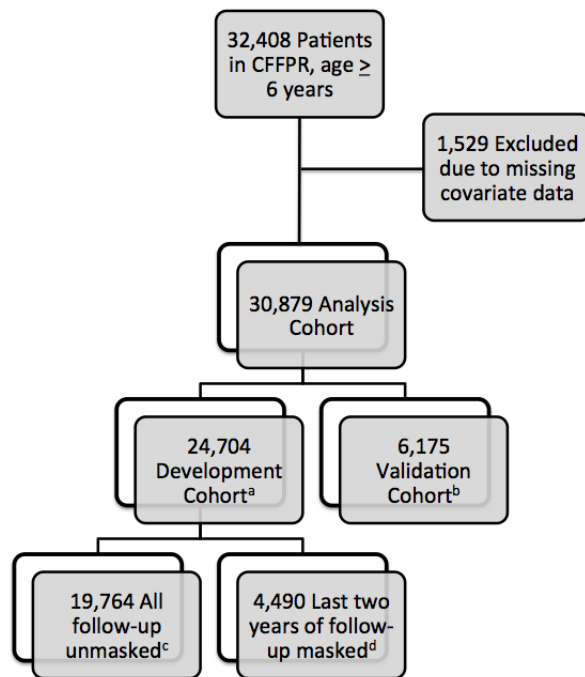 32,408 Patients
in CFFPR, age ≥
6 years
1,529 Excluded
due to missing
covariate data
30,879 Analysis
Cohort
24,704
Development
Cohortᵃ
6,175
Validation
Cohortᵇ
19,764 All
follow-up
unmaskedᶜ
4,490 Last two
years of follow-
up maskedᵈ